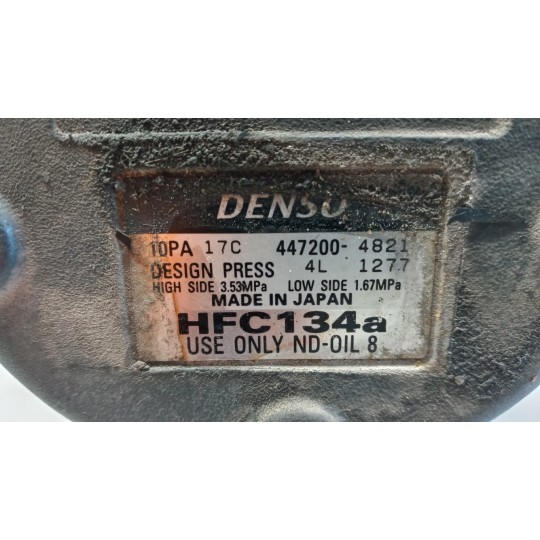 DENSO
10PA 17C 447200-4821
DESIGN PRESS 4L 1277
HIGH SIDE 3.53MPa LOW SIDE 1.67MPa
MADE IN JAPAN
HFC134a
USE ONLY ND-OIL 8